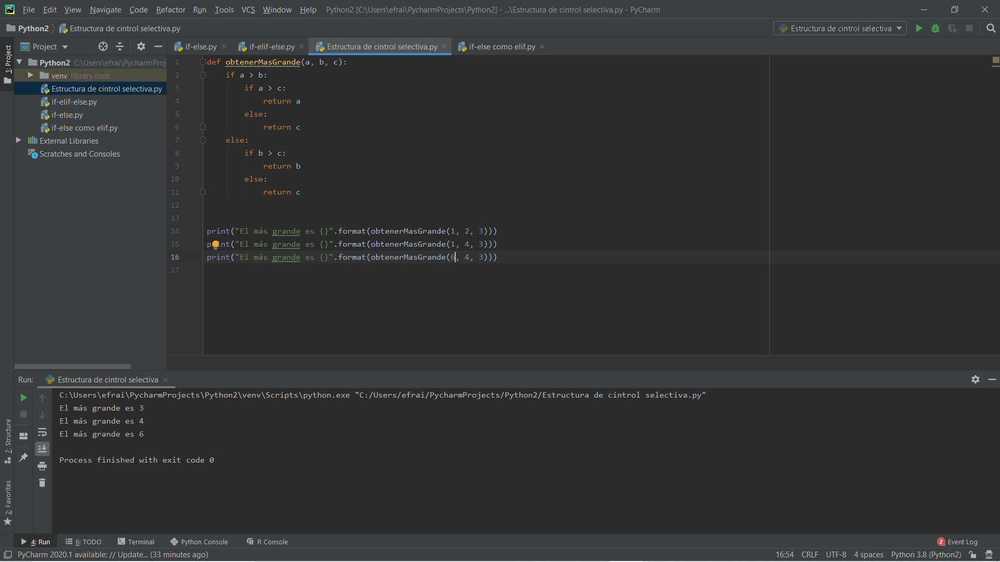 File Edit View Navigate Code Refactor Run Tools VCS Window Help Python2 [C:\Users\efrai\PycharmProjects\Python2] - ...\Estructura de cintrol selectiva.py - PyCharm
Python2 Estructura de cintrol selectiva.py Estructura de cintrol selectiva
Project if-else.py if-elif-else.py Estructura de cintrol selectiva.py if-else como elif.py
1: Project
Python2 C:\Users\efrai\PycharmProj
venv library root
Estructura de cintrol selectiva.py
if-elif-else.py
if-else.py
if-else como elif.py
External Libraries
Scratches and Consoles
1 def obtenerMasGrande(a, b, c):
2 if a > b:
3 if a > c:
4 return a
5 else:
6 return c
7 else:
8 if b > c:
9 return b
10 else:
11 return c
12
13
14 print("El más grande es {}".format(obtenerMasGrande(1, 2, 3)))
15 print("El más grande es {}".format(obtenerMasGrande(1, 4, 3)))
16 print("El más grande es {}".format(obtenerMasGrande(6, 4, 3)))
17
Run: Estructura de cintrol selectiva
C:\Users\efrai\PycharmProjects\Python2\venv\Scripts\python.exe "C:/Users/efrai/PycharmProjects/Python2/Estructura de cintrol selectiva.py"
El más grande es 3
El más grande es 4
El más grande es 6
Process finished with exit code 0
7: Structure
2: Favorites
4: Run 6: TODO Terminal Python Console R Console 2 Event Log
PyCharm 2020.1 available: // Update... (33 minutes ago) 16:54 CRLF UTF-8 4 spaces Python 3.8 (Python2)